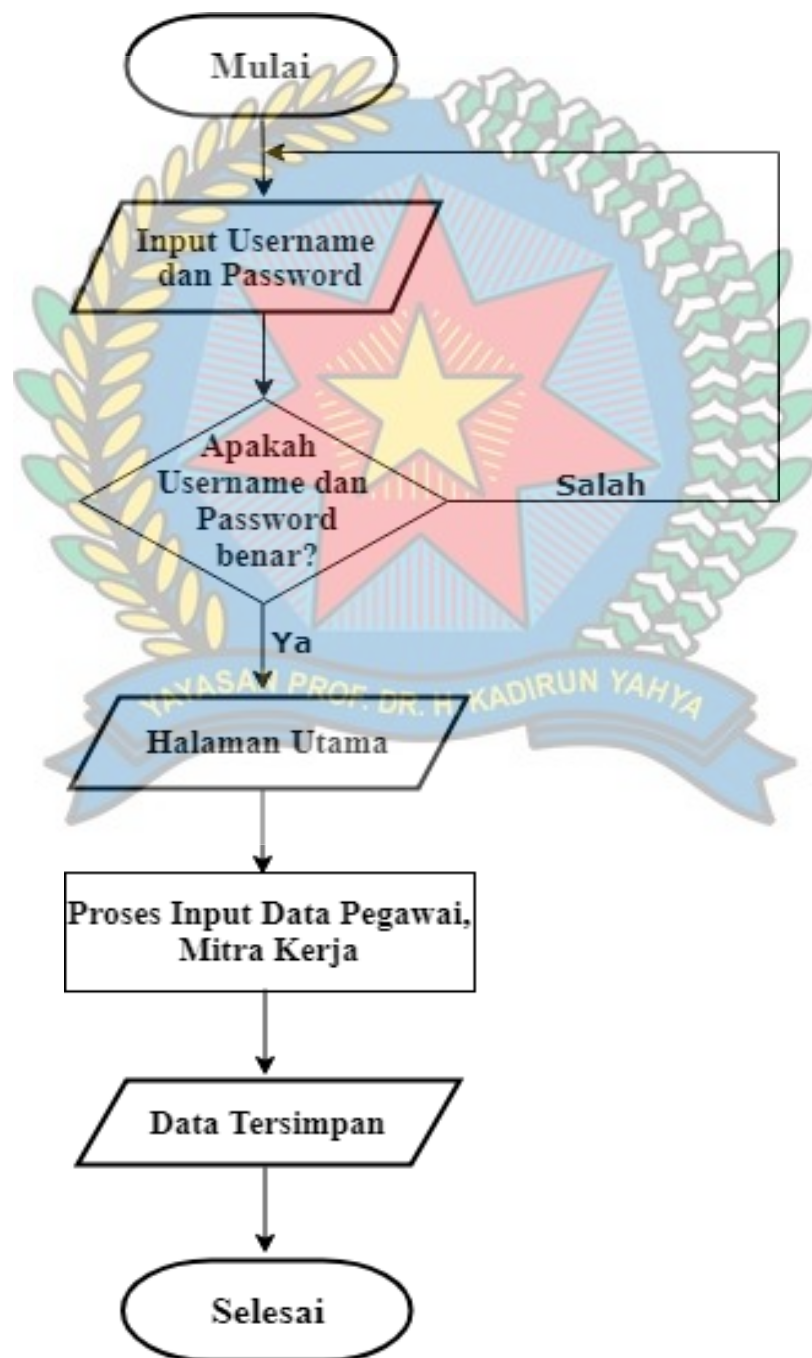 Mulai
Input Username
dan Password
Apakah
Username dan
Password
benar?
Salah
Ya
YAYASAN PROF. DR. H. KADIRUN YAHYA
Halaman Utama
Proses Input Data Pegawai,
Mitra Kerja
Data Tersimpan
Selesai